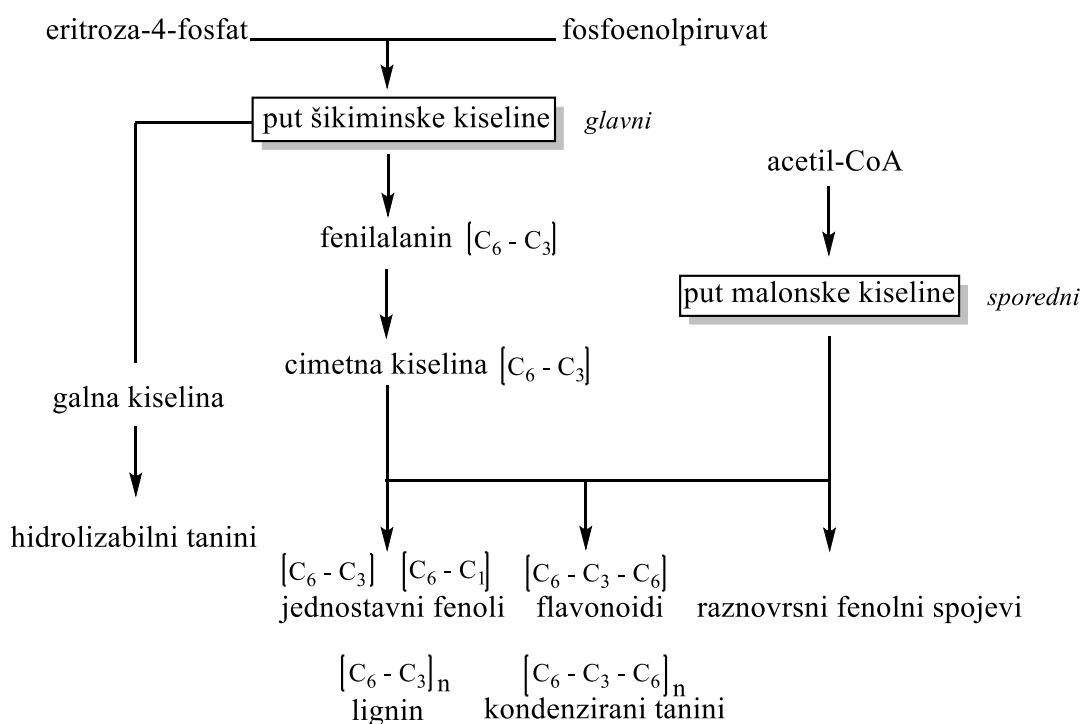 eritroza-4-fosfat fosfoenolpiruvat
put šikiminske kiseline glavni
acetil-CoA
fenilalanin [C₆ - C₃]
put malonske kiseline sporedni
cimetna kiselina [C₆ - C₃]
galna kiselina
hidrolizabilni tanini
[C₆ - C₃] [C₆ - C₁] [C₆ - C₃ - C₆]
jednostavni fenoli flavonoidi raznovrsni fenolni spojevi
[C₆ - C₃]n [C₆ - C₃ - C₆]n
lignin kondenzirani tanini